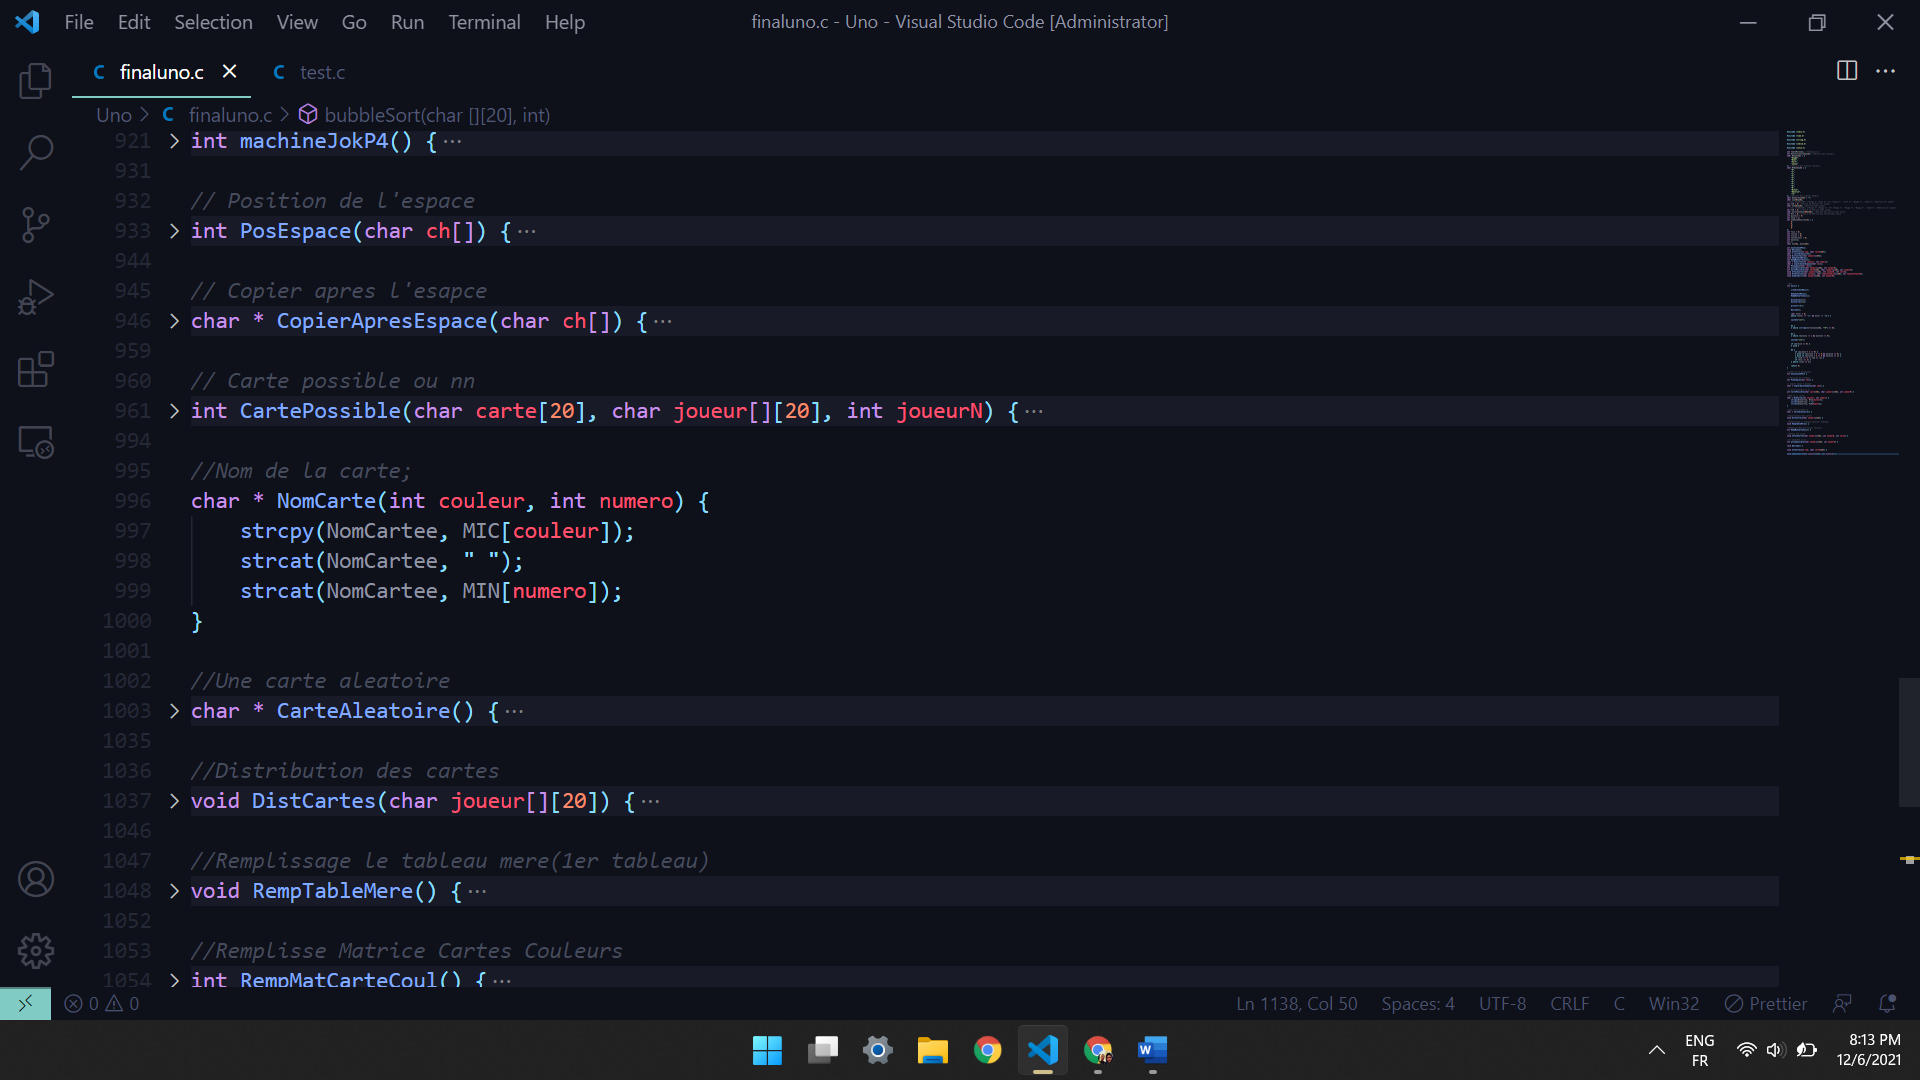 File Edit Selection View Go Run Terminal Help finaluno.c - Uno - Visual Studio Code [Administrator]
C finaluno.c C test.c
Uno > C finaluno.c > bubbleSort(char [][20], int)
921 > int machineJokP4() { ...
931
932 // Position de l'espace
933 > int PosEspace(char ch[]) { ...
944
945 // Copier apres l'esapce
946 > char * CopierApresEspace(char ch[]) { ...
959
960 // Carte possible ou nn
961 > int CartePossible(char carte[20], char joueur[][20], int joueurN) { ...
994
995 //Nom de la carte;
996 char * NomCarte(int couleur, int numero) {
997 strcpy(NomCartee, MIC[couleur]);
998 strcat(NomCartee, " ");
999 strcat(NomCartee, MIN[numero]);
1000 }
1001
1002 //Une carte aleatoire
1003 > char * CarteAleatoire() { ...
1035
1036 //Distribution des cartes
1037 > void DistCartes(char joueur[][20]) { ...
1046
1047 //Remplissage le tableau mere(1er tableau)
1048 > void RempTableMere() { ...
1052
1053 //Remplisse Matrice Cartes Couleurs
1054 > int RempMatCarteCoul() { ...
0 0 Ln 1138, Col 50 Spaces: 4 UTF-8 CRLF C Win32 Prettier
W ENG FR 8:13 PM
12/6/2021